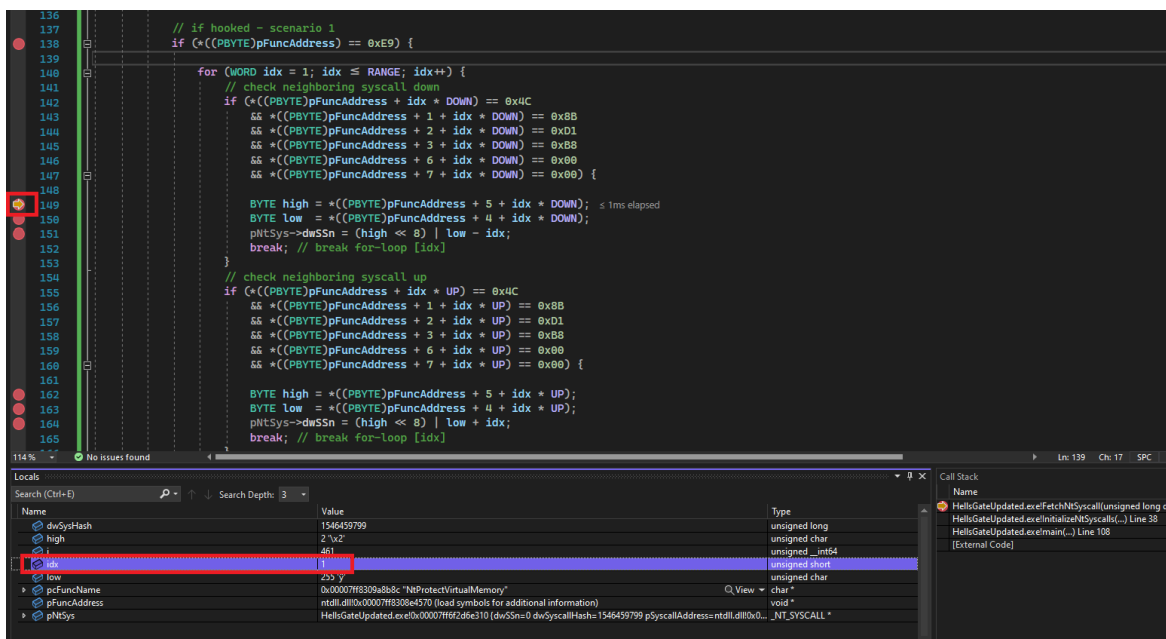 136
137 // if hooked - scenario 1
138 if (*((PBYTE)pFuncAddress) == 0xE9) {
139
140 for (WORD idx = 1; idx ≤ RANGE; idx++) {
141 // check neighboring syscall down
142 if (*((PBYTE)pFuncAddress + idx * DOWN) == 0x4C
143 && *((PBYTE)pFuncAddress + 1 + idx * DOWN) == 0x8B
144 && *((PBYTE)pFuncAddress + 2 + idx * DOWN) == 0xD1
145 && *((PBYTE)pFuncAddress + 3 + idx * DOWN) == 0xB8
146 && *((PBYTE)pFuncAddress + 6 + idx * DOWN) == 0x00
147 && *((PBYTE)pFuncAddress + 7 + idx * DOWN) == 0x00) {
148
149 BYTE high = *((PBYTE)pFuncAddress + 5 + idx * DOWN); ≤ 1ms elapsed
150 BYTE low = *((PBYTE)pFuncAddress + 4 + idx * DOWN);
151 pNtSys->dwSSn = (high << 8) | low - idx;
152 break; // break for-loop [idx]
153 }
154 // check neighboring syscall up
155 if (*((PBYTE)pFuncAddress + idx * UP) == 0x4C
156 && *((PBYTE)pFuncAddress + 1 + idx * UP) == 0x8B
157 && *((PBYTE)pFuncAddress + 2 + idx * UP) == 0xD1
158 && *((PBYTE)pFuncAddress + 3 + idx * UP) == 0xB8
159 && *((PBYTE)pFuncAddress + 6 + idx * UP) == 0x00
160 && *((PBYTE)pFuncAddress + 7 + idx * UP) == 0x00) {
161
162 BYTE high = *((PBYTE)pFuncAddress + 5 + idx * UP);
163 BYTE low = *((PBYTE)pFuncAddress + 4 + idx * UP);
164 pNtSys->dwSSn = (high << 8) | low + idx;
165 break; // break for-loop [idx]
114 % No issues found Ln: 139 Ch: 17 SPC
Locals
Search (Ctrl+E) Search Depth: 3
Name Value Type
dwSysHash 1546459799 unsigned long
high 2 '\x2' unsigned char
i 461 unsigned __int64
idx 1 unsigned short
low 255 'ÿ' unsigned char
pcFuncName 0x00007ff8309a8b8c "NtProtectVirtualMemory" View char *
pFuncAddress ntdll.dll!0x00007ff8308e4570 (load symbols for additional information) void *
pNtSys HellsGateUpdated.exe!0x00007ff6f2d6e310 {dwSSn=0 dwSyscallHash=1546459799 pSyscallAddress=ntdll.dll!0x0... _NT_SYSCALL *
Call Stack
Name
HellsGateUpdated.exe!FetchNtSyscall(unsigned long
HellsGateUpdated.exe!InitializeNtSyscalls(...) Line 38
HellsGateUpdated.exe!main(...) Line 108
[External Code]